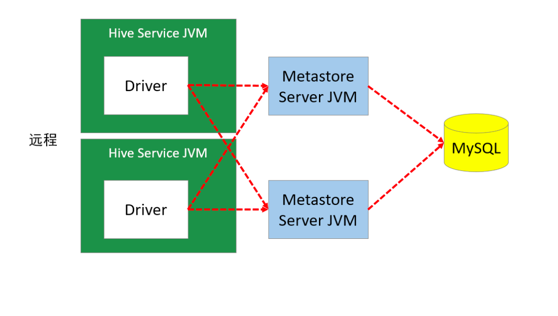 Hive Service JVM
Driver
Metastore
Server JVM
远程
MySQL
Hive Service JVM
Driver
Metastore
Server JVM